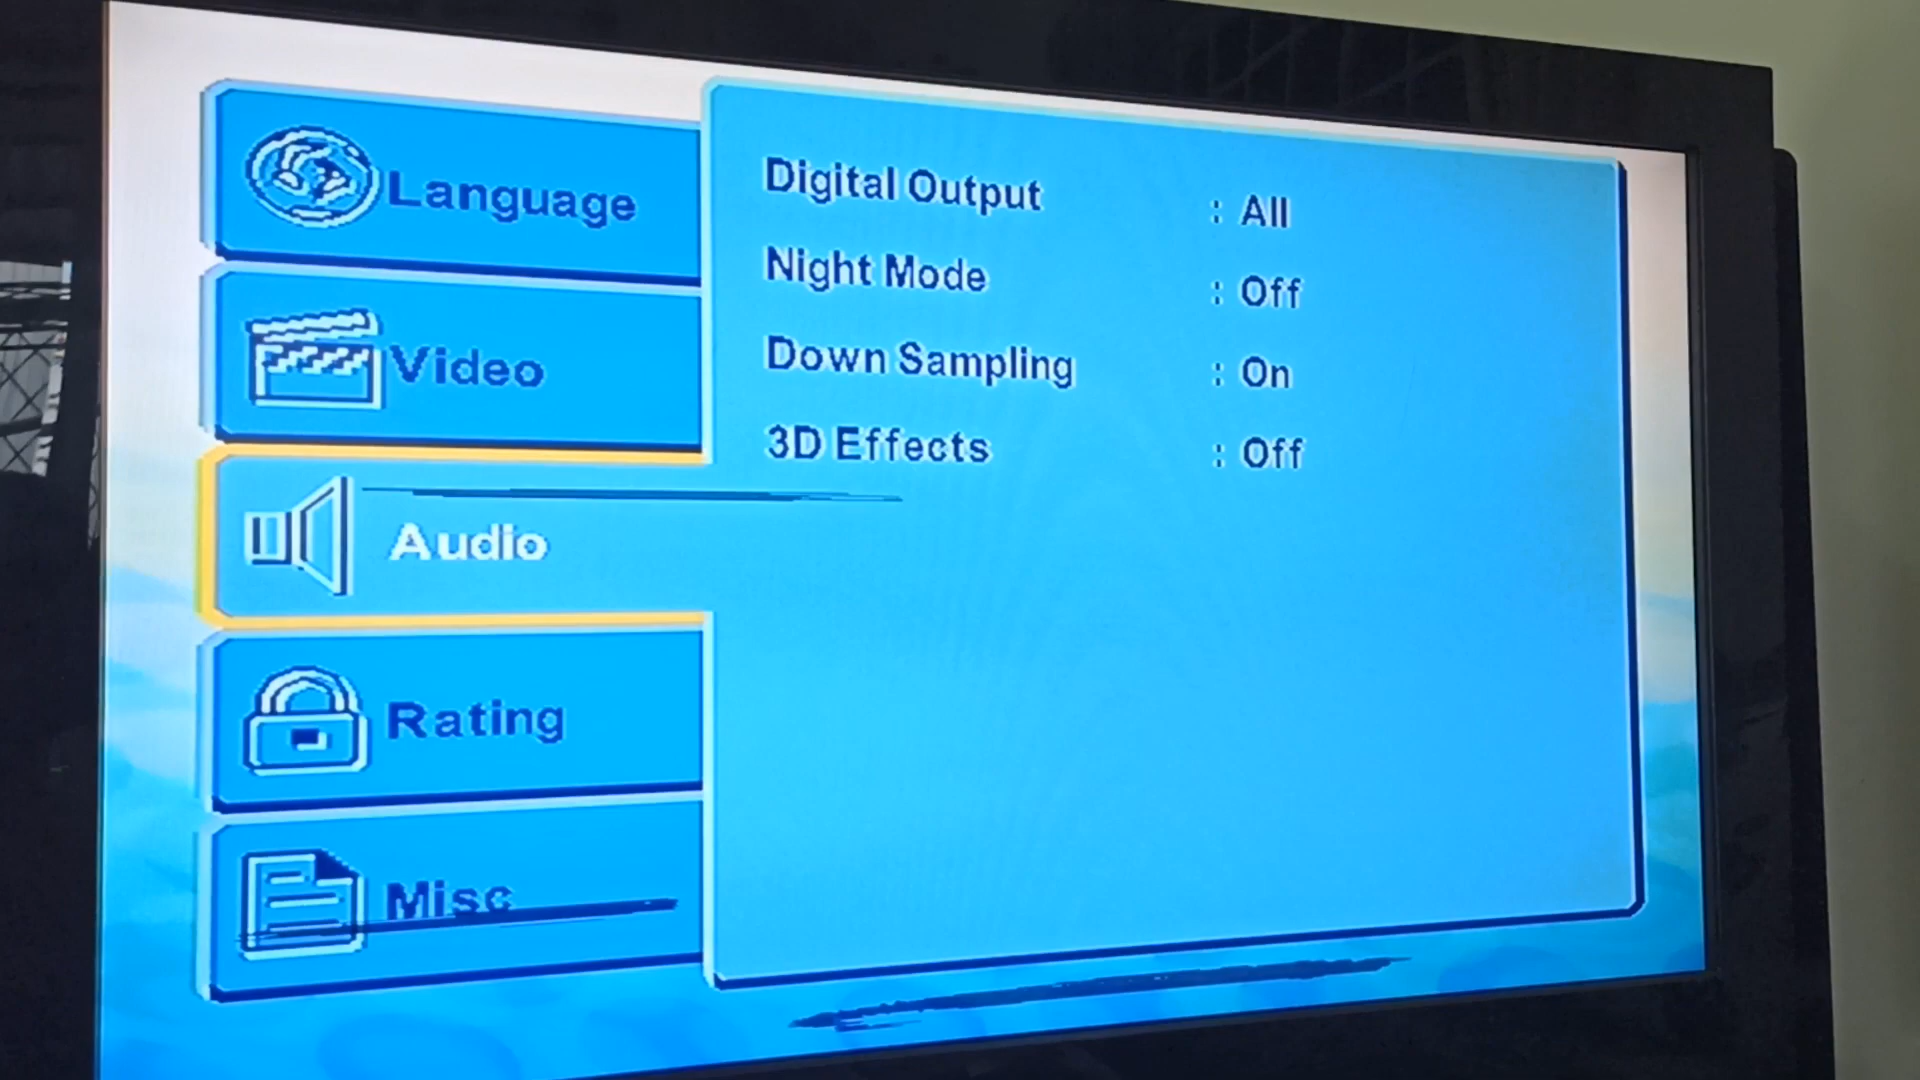 Language
Video
Audio
Rating
Misc
Digital Output : All
Night Mode : Off
Down Sampling : On
3D Effects : Off